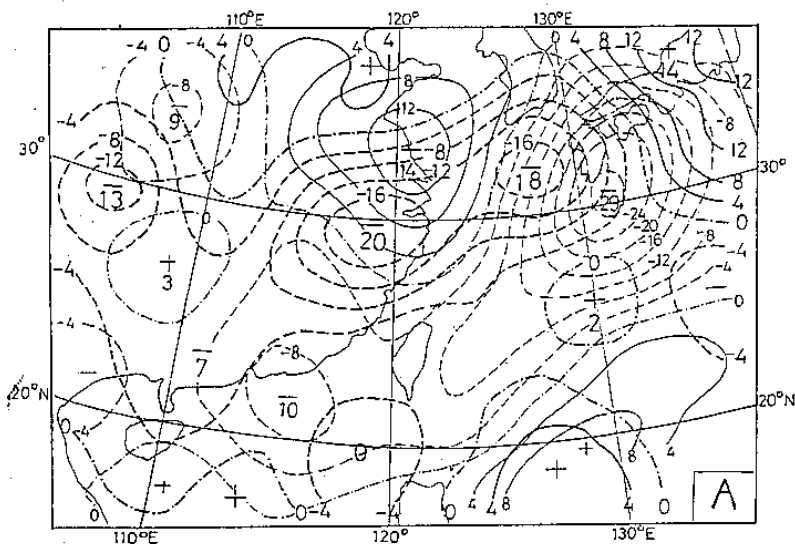 110°E 120° 130°E
-4 0 -4 4 0 4 4 0 4 8 -12 + 12
+ 14 12
-8 8
-4 9 12 -8
-8 + 8 -16 12
30° -12 14 -12 18 30°
13 -16 29 8
4
0 20 -24 0
-20
-16 -8
+ -12 -4
-4 3 0 -4
- 0
2
-4 7 -8 -4
-
20°N 10 20°N
0 -4 0 + 8 4
+ + +
0 0 -4 -4 0 4 -4 8 4 0 A
110°E 120° 130°E